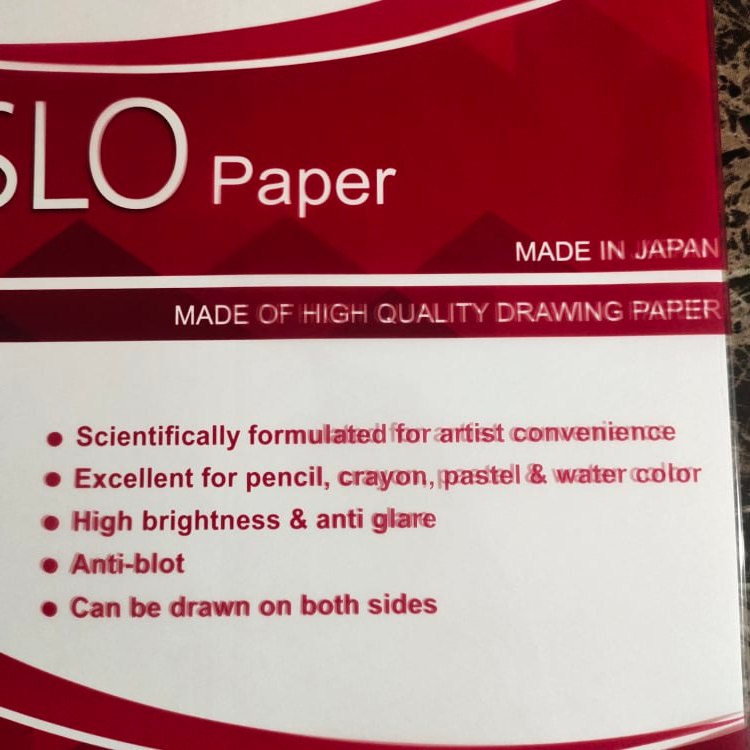 SLO Paper
MADE IN JAPAN
MADE OF HIGH QUALITY DRAWING PAPER
Scientifically formulated for artist convenience
Excellent for pencil, crayon, pastel & water color
High brightness & anti glare
Anti-blot
Can be drawn on both sides